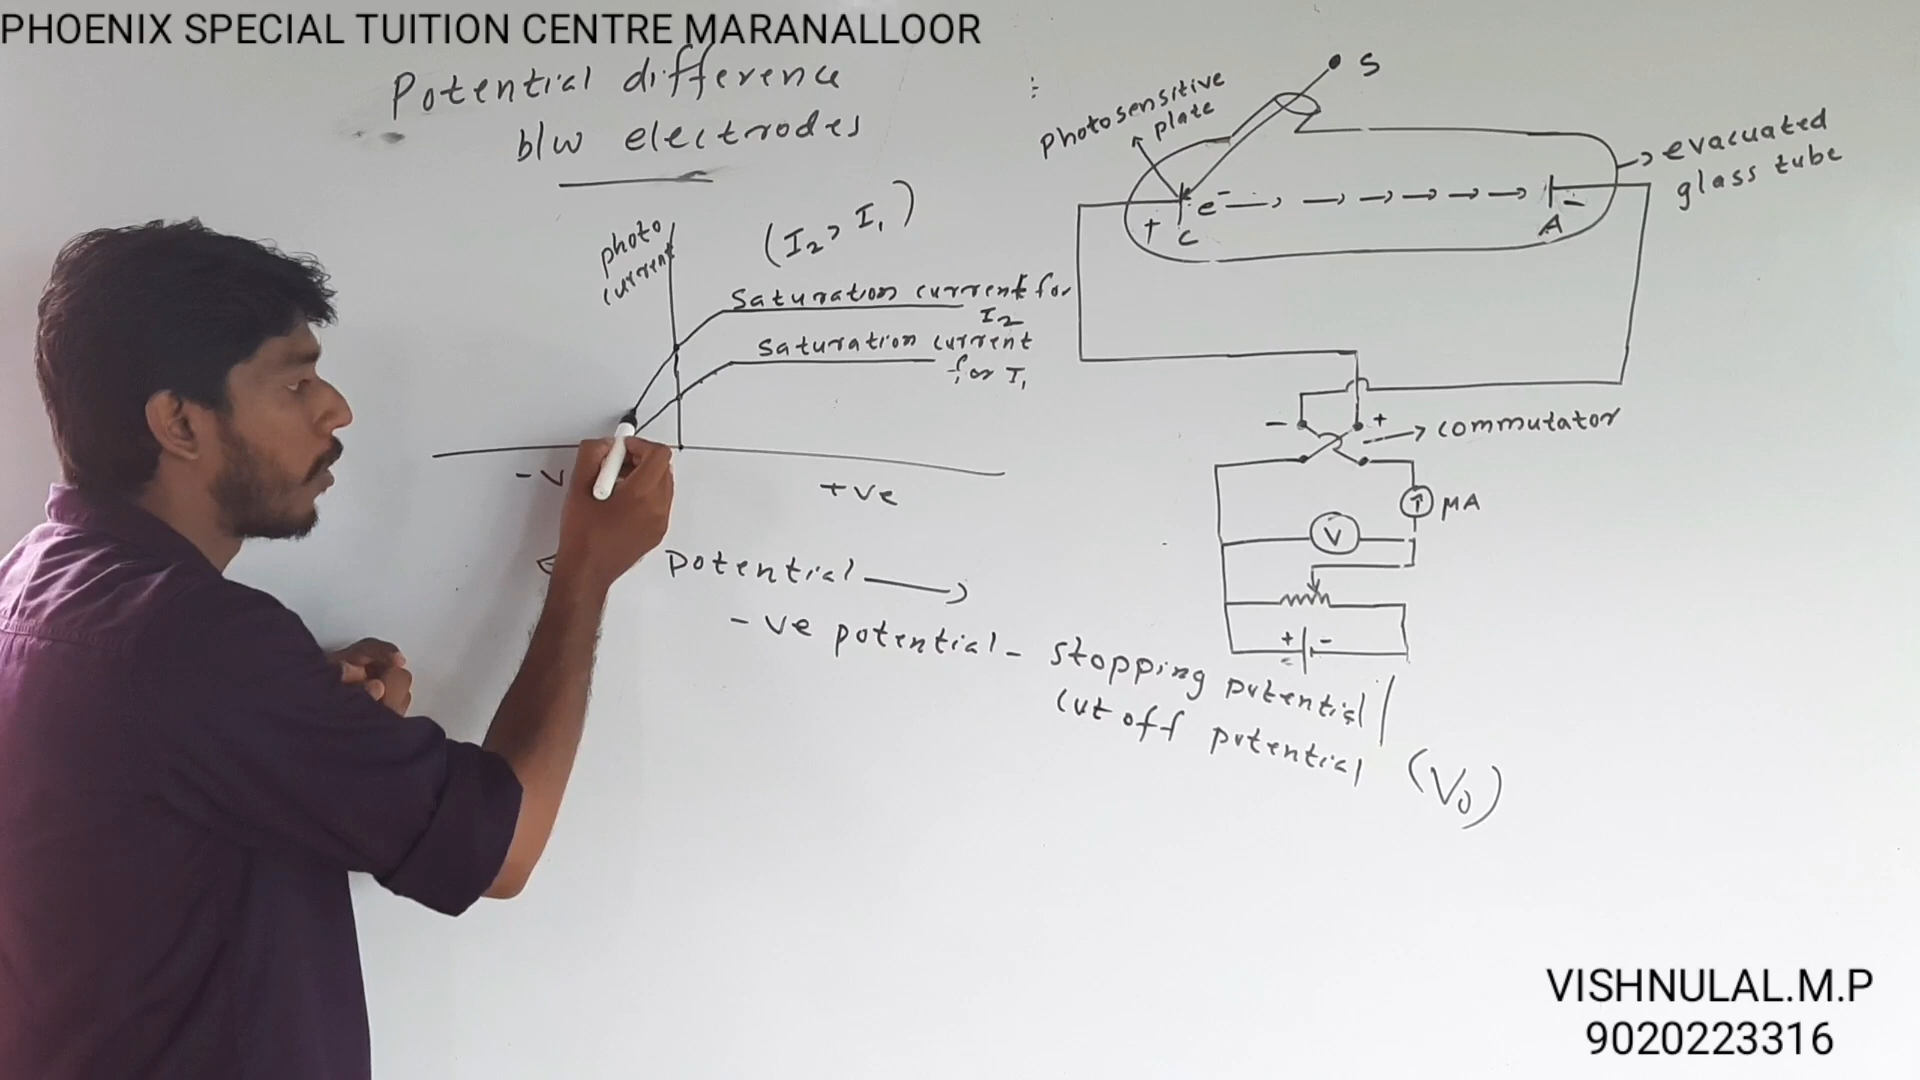 PHOENIX SPECIAL TUITION CENTRE MARANALLOOR
Potential difference
b/w electrodes
photo
current
(I₂ > I₁)
saturation current for
I₂
saturation current
for I₁
-v
+ve
potential
-ve potential - stopping potential /
cut off potential (V₀)
S
photosensitive
plate
evacuated
glass tube
e⁻
+
C
-
A
-
+
commutator
µA
V
+ -
VISHNULAL.M.P
9020223316